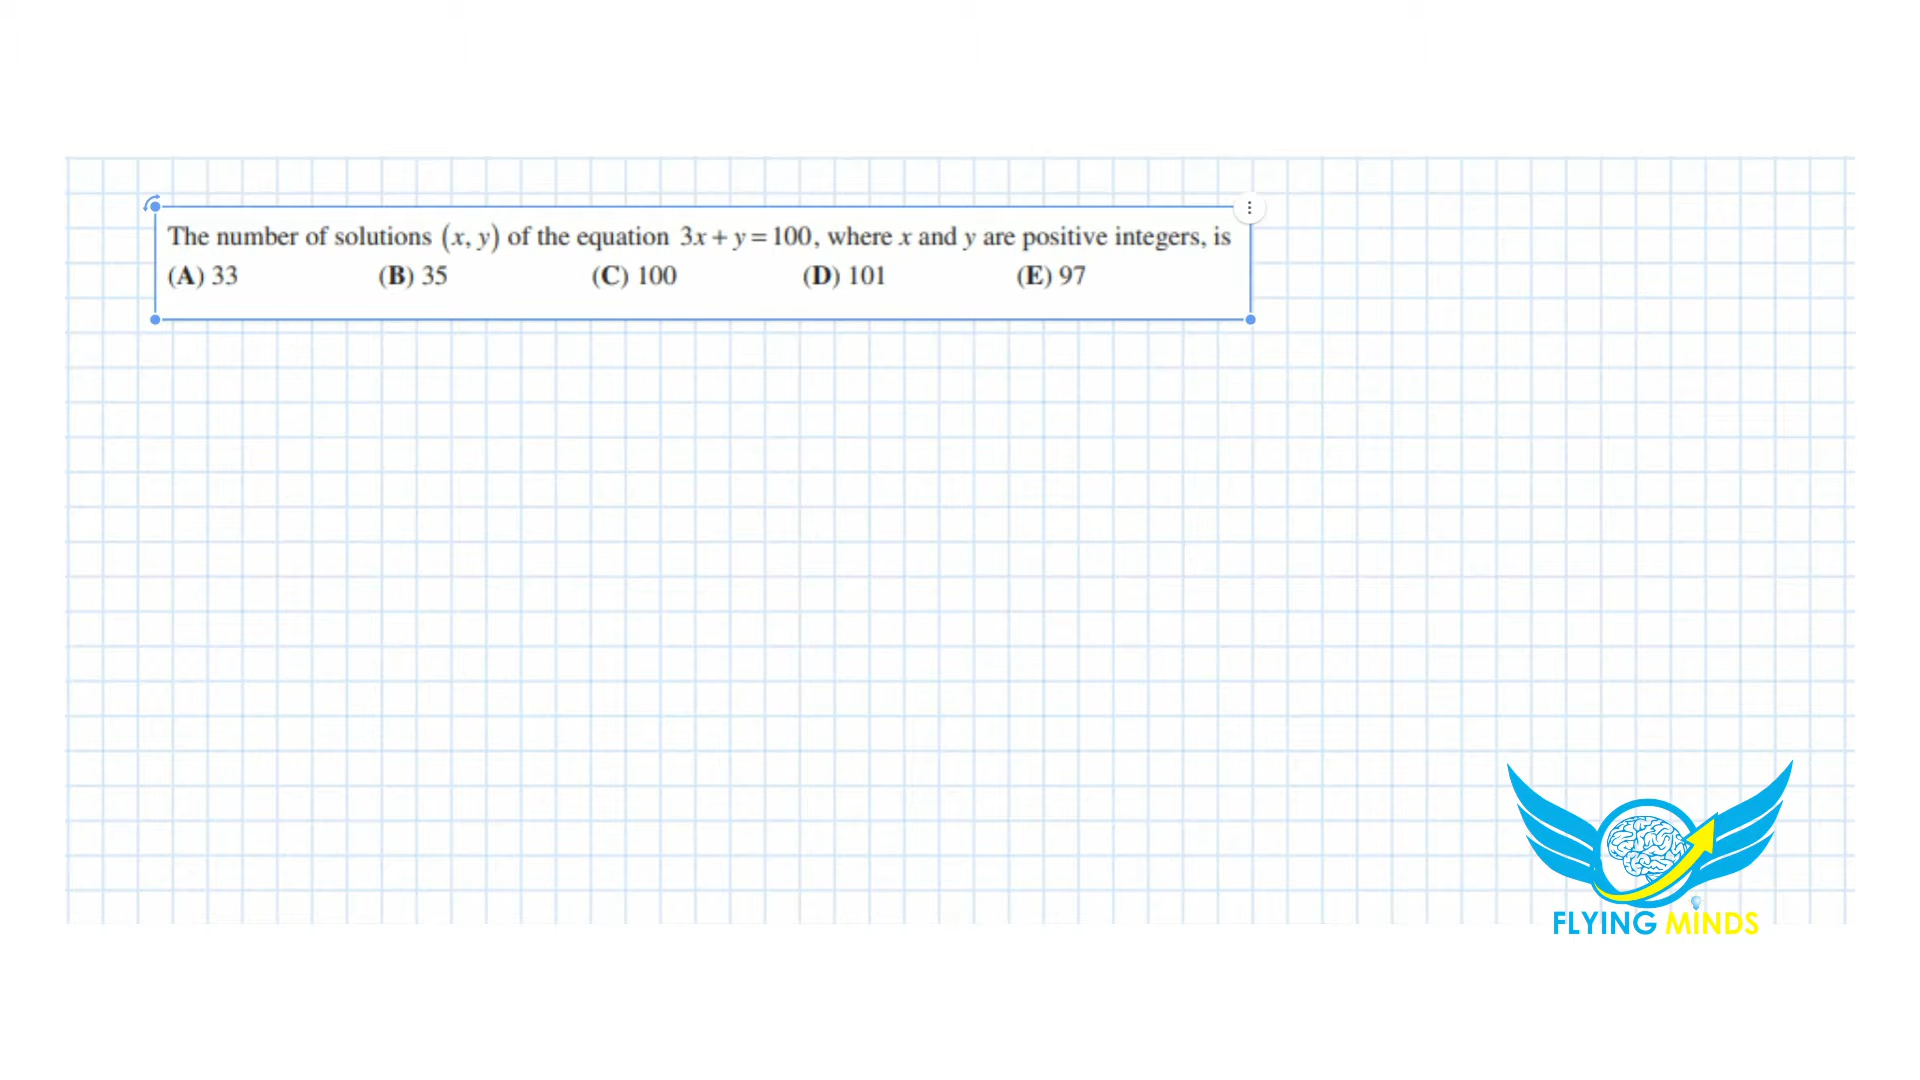 The number of solutions (x, y) of the equation 3x + y = 100, where x and y are positive integers, is
(A) 33 (B) 35 (C) 100 (D) 101 (E) 97
FLYING MINDS